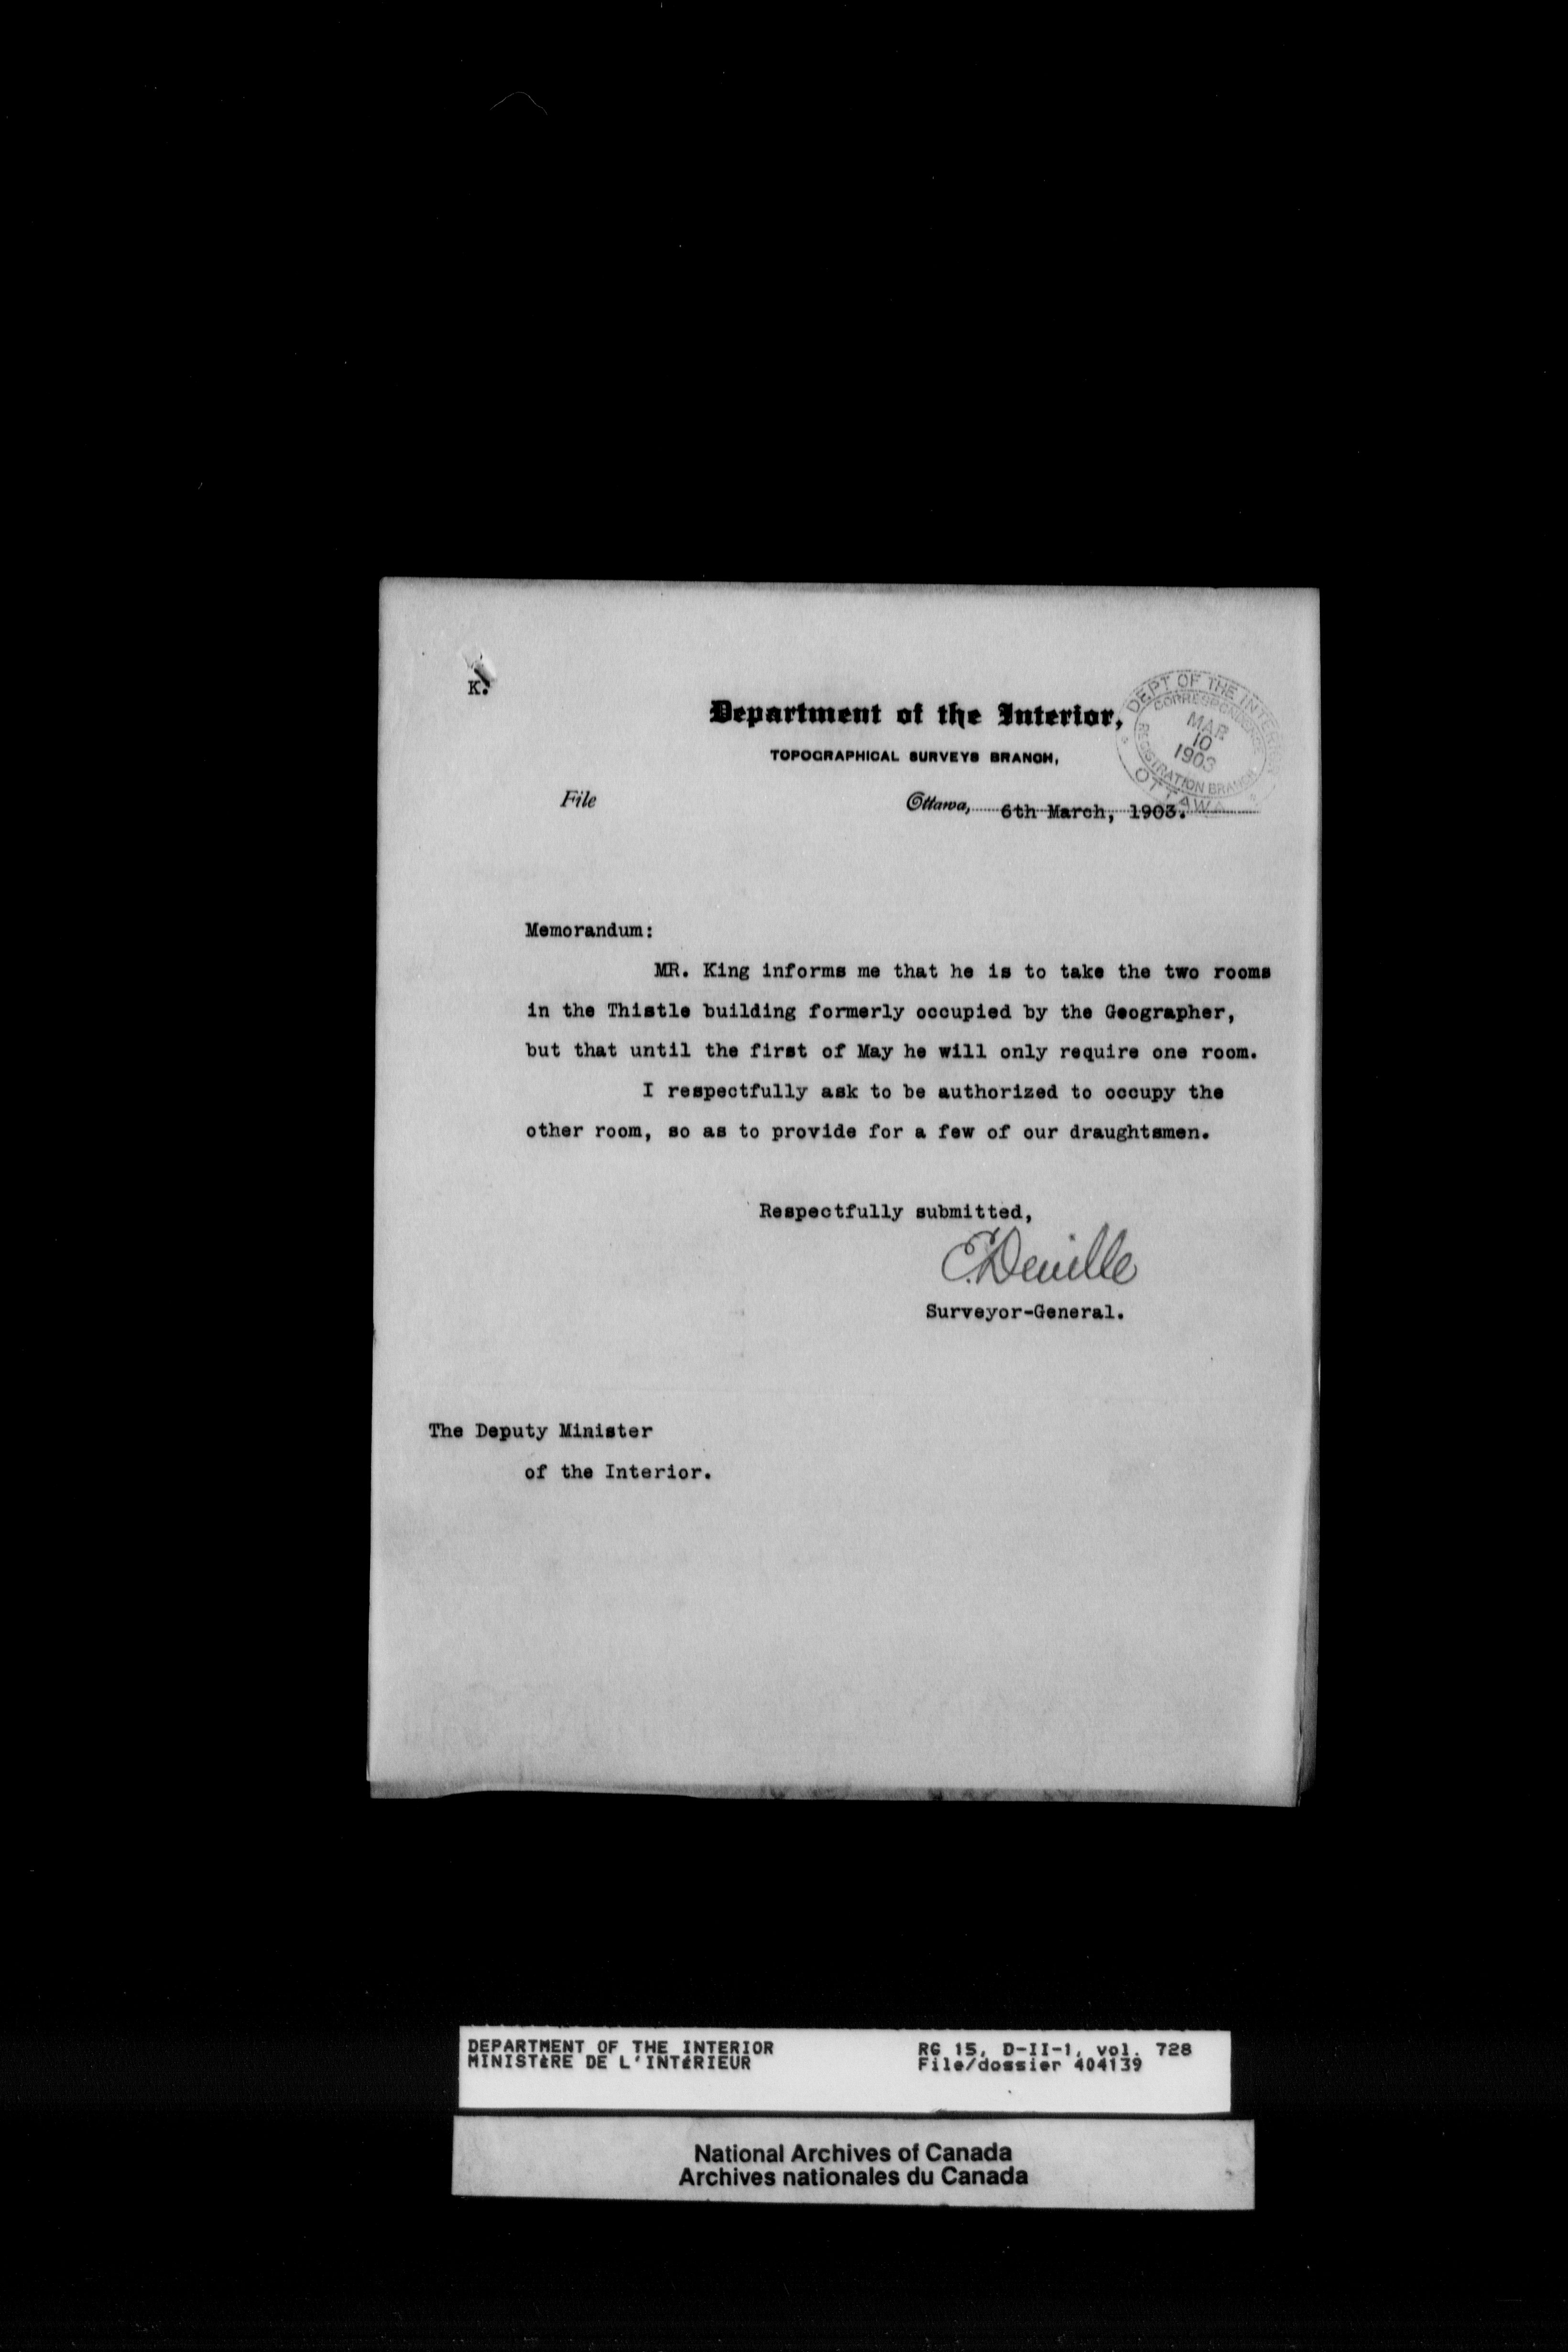 K.
Department of the Interior,
TOPOGRAPHICAL SURVEYS BRANCH,
DEPT OF THE INTERIOR
CORRESPONDENCE
MAR
10
1903
REGISTRATION BRANCH
OTTAWA
File
Ottawa, 6th March, 1903.
Memorandum:
MR. King informs me that he is to take the two rooms
in the Thistle building formerly occupied by the Geographer,
but that until the first of May he will only require one room.
I respectfully ask to be authorized to occupy the
other room, so as to provide for a few of our draughtsmen.
Respectfully submitted,
E. Deville
Surveyor-General.
The Deputy Minister
of the Interior.
DEPARTMENT OF THE INTERIOR
MINISTèRE DE L'INTéRIEUR
RG 15, D-II-1, vol. 728
File/dossier 404139
National Archives of Canada
Archives nationales du Canada